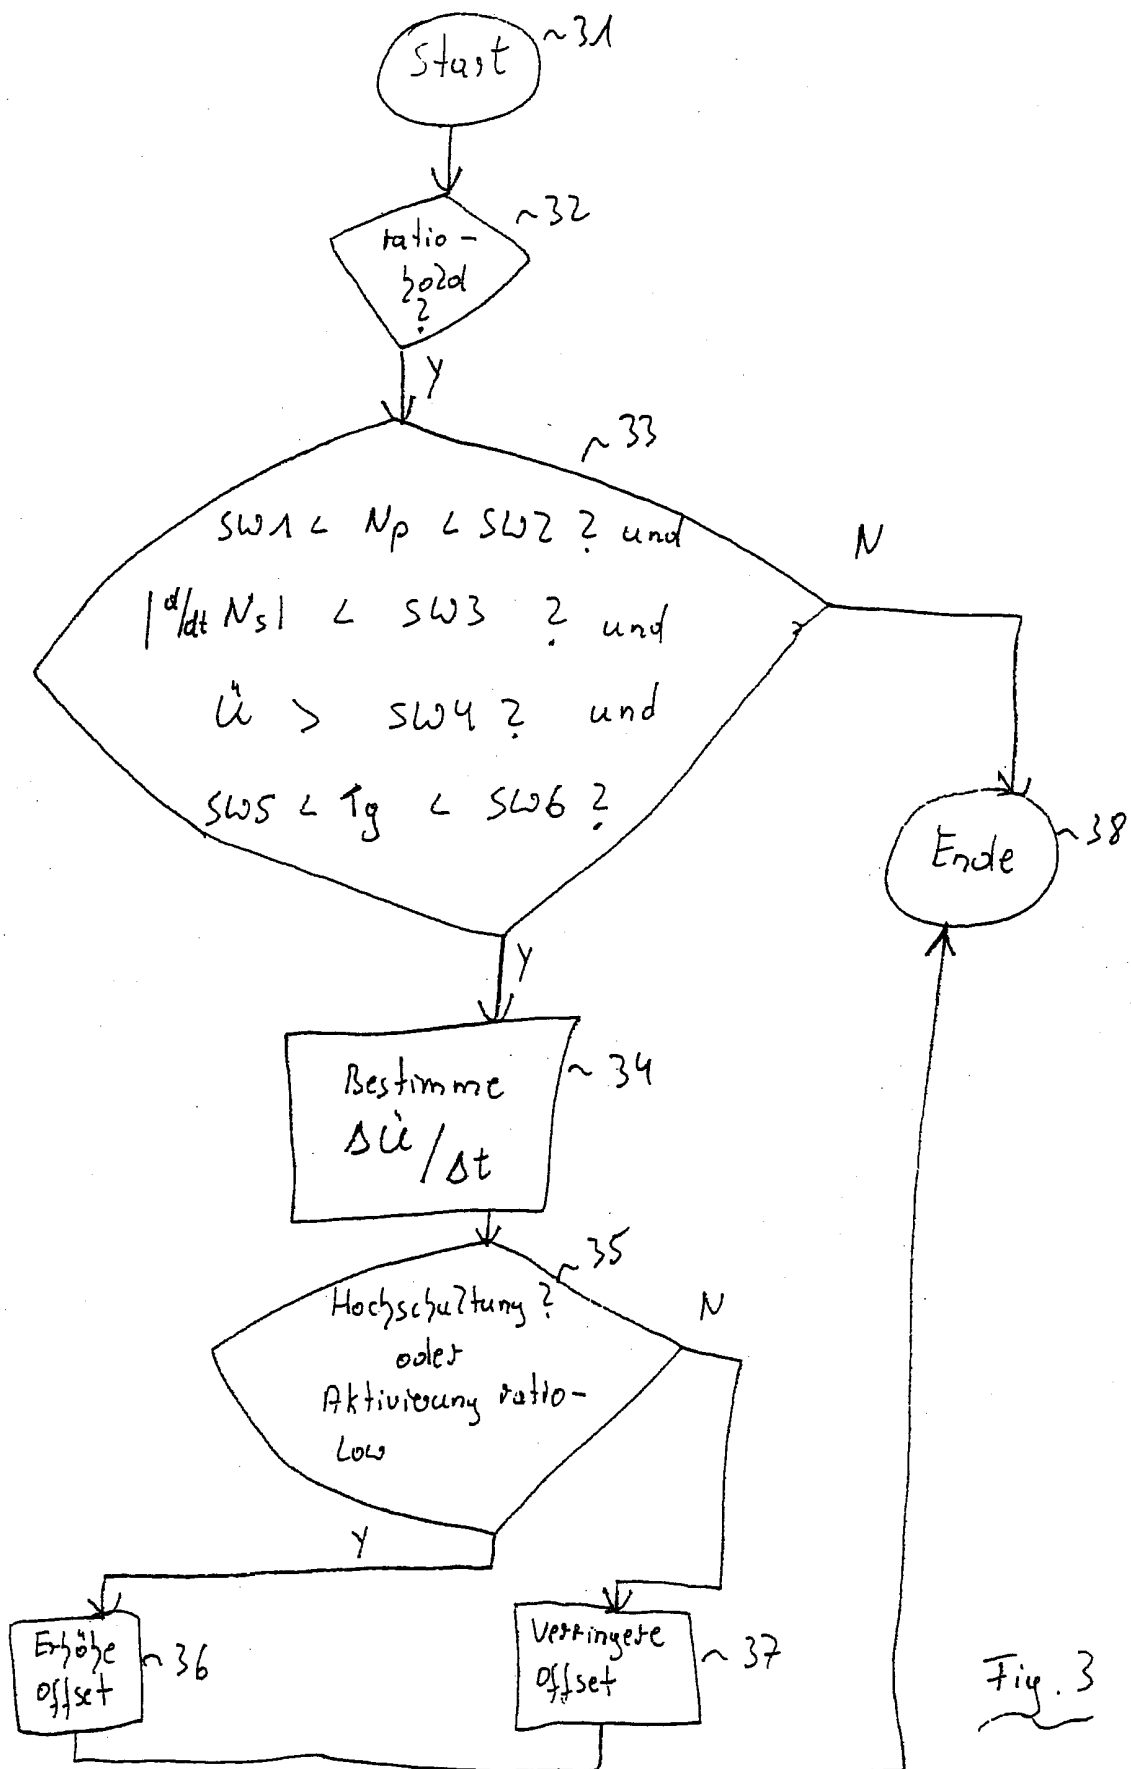 Start
~31
~32
ratio-
hold
?
Y
~33
SW1 < Np < SW2 ? und
N
|d/dt Ns| < SW3 ? und
Ü > SW4 ? und
SW5 < Tg < SW6 ?
Ende
~38
Y
Bestimme
ΔÜ/Δt
~34
~35
Hochschaltung ?
oder
Aktivierung ratio-
Low
N
Y
Erhöhe
Offset
~36
Verringere
Offset
~37
Fig. 3